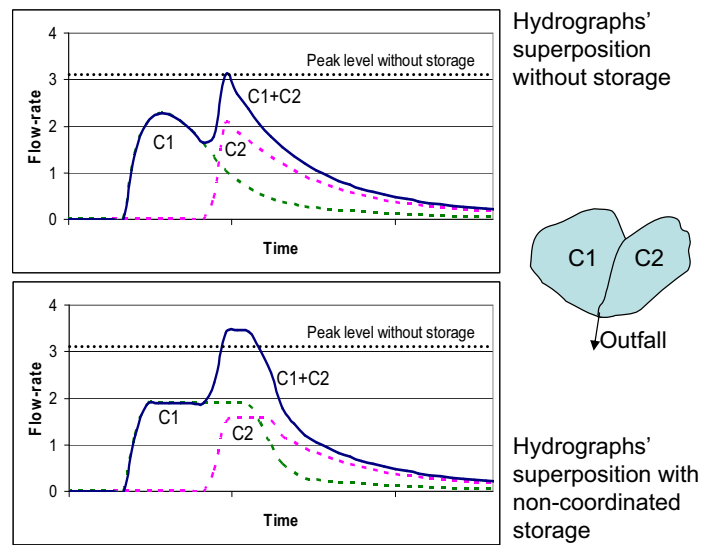 Hydrographs'
superposition
without storage
4
3
2
1
0
Flow-rate
Peak level without storage
C1+C2
C1
C2
Time
C1
C2
Outfall
4
3
2
1
0
Flow-rate
Peak level without storage
C1+C2
C1
C2
Time
Hydrographs'
superposition with
non-coordinated
storage